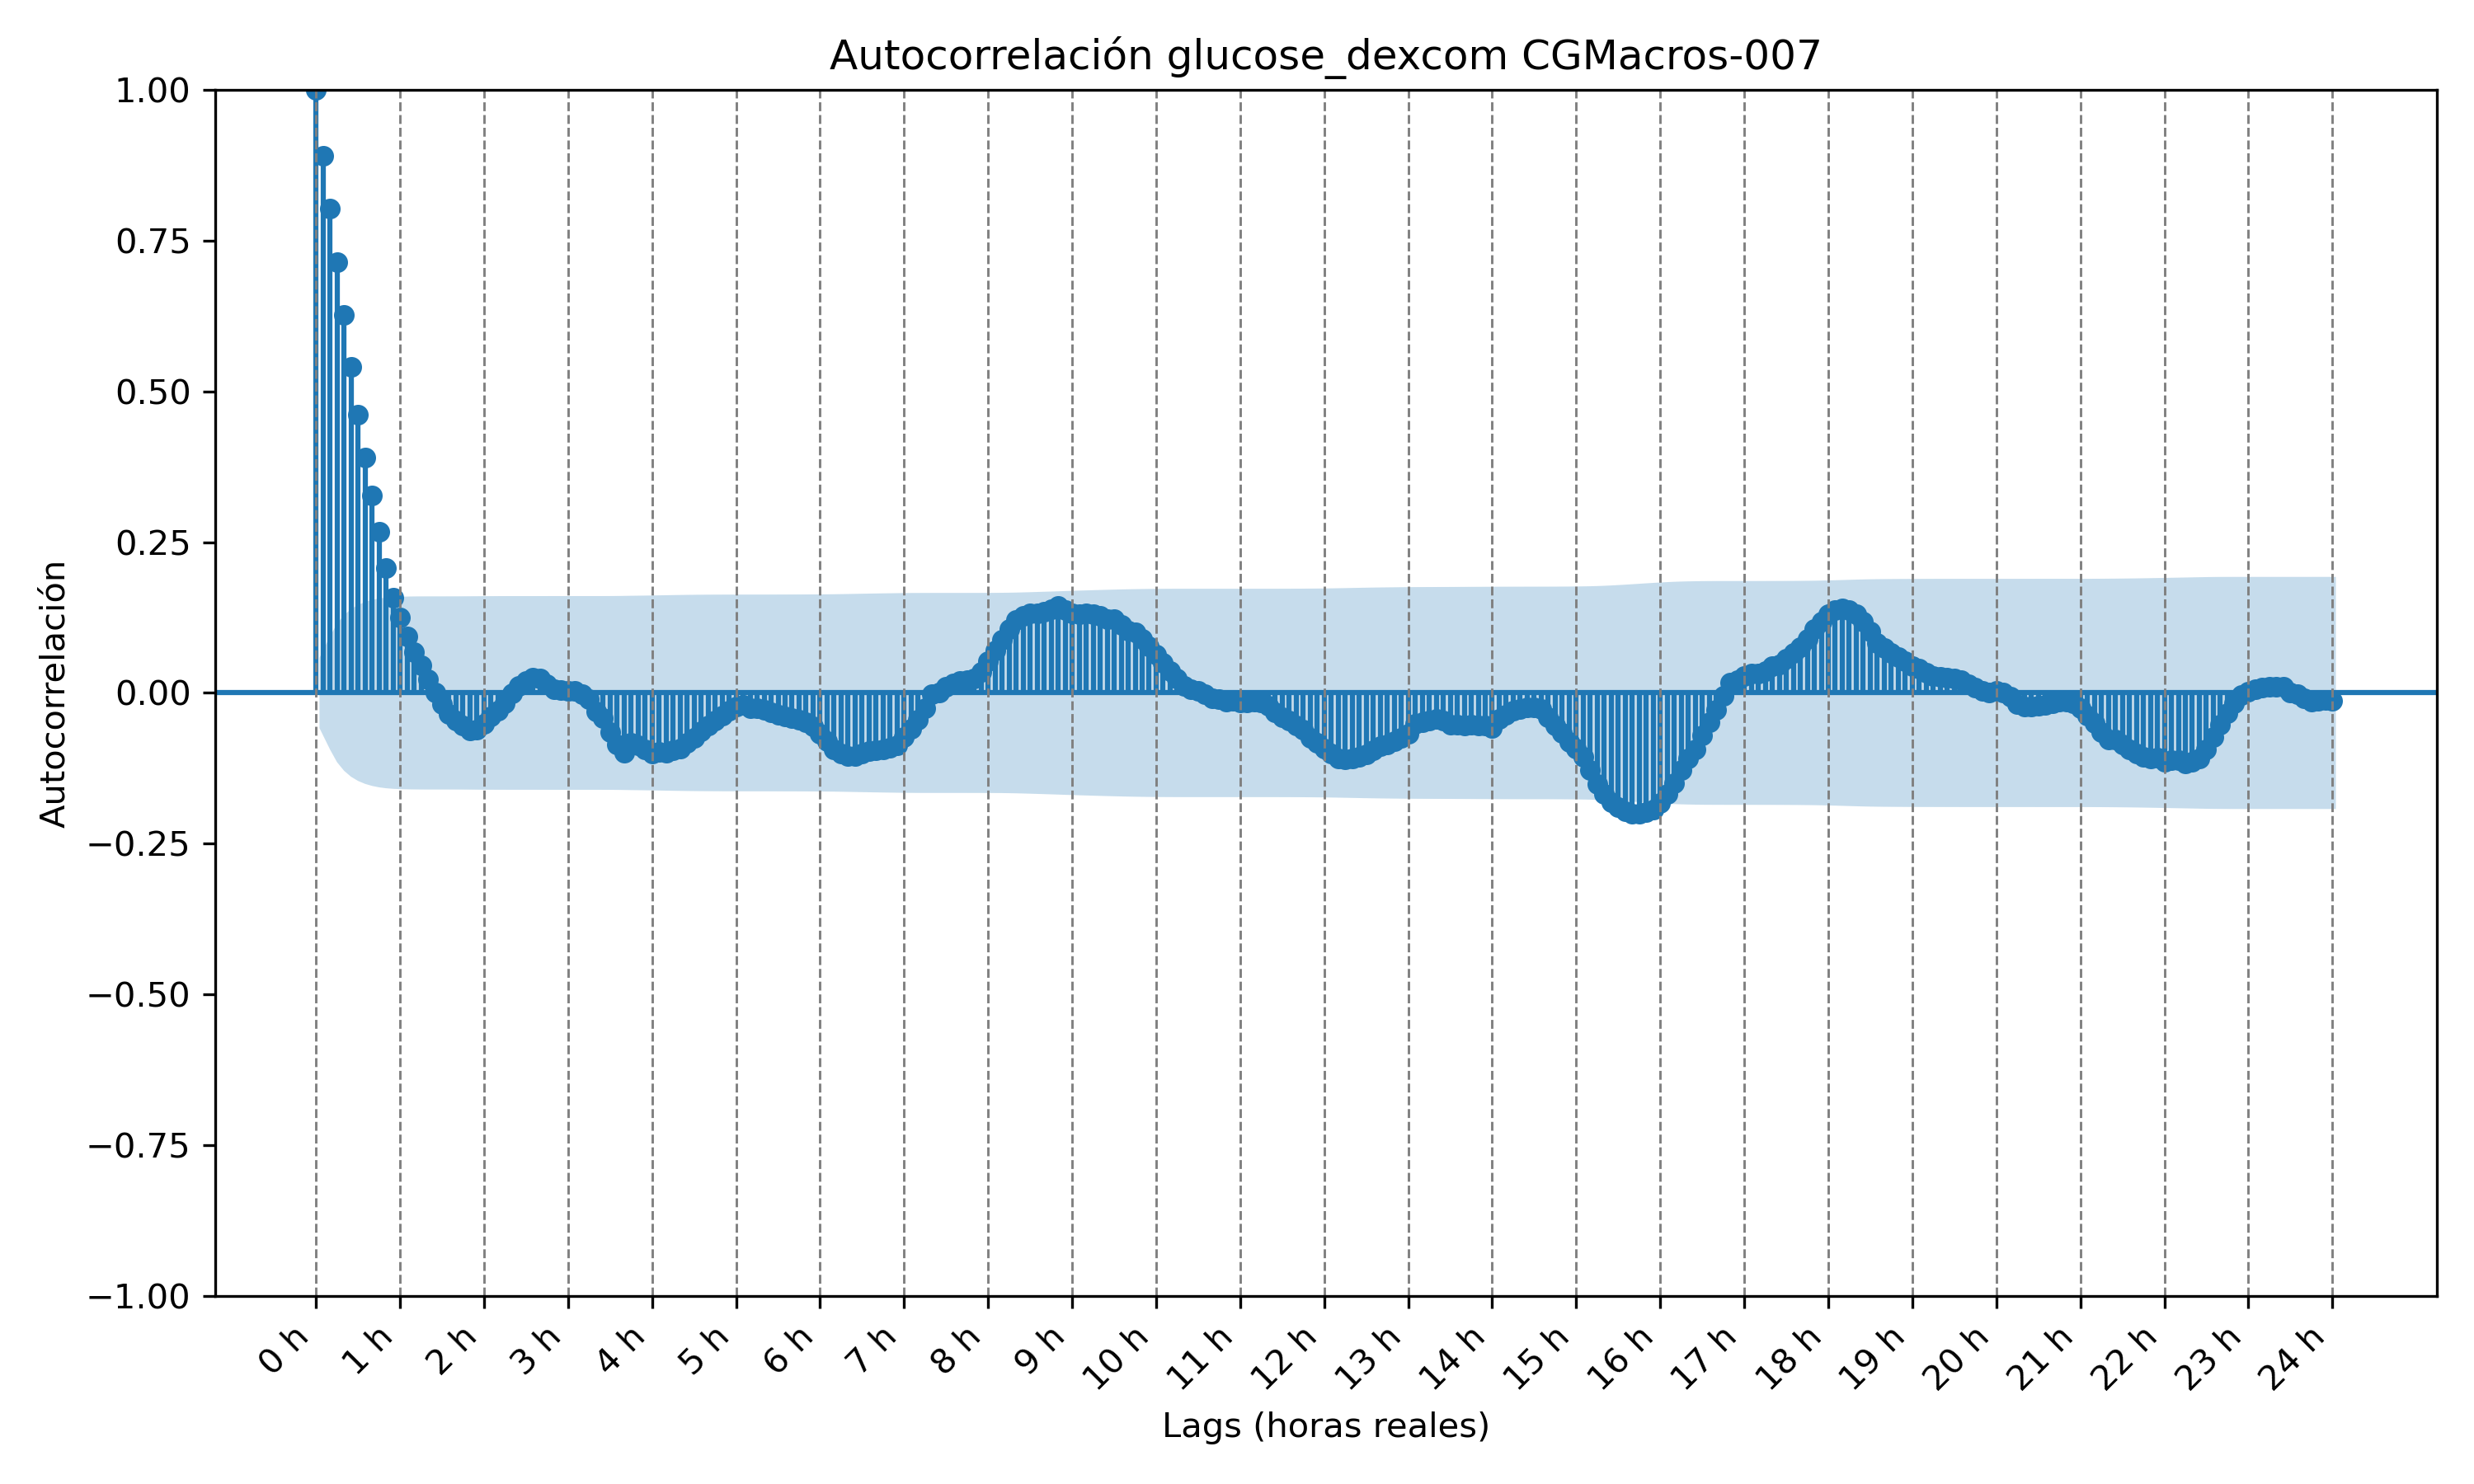 Autocorrelación glucose_dexcom CGMacros-007
1.00
0.75
0.50
0.25
0.00
−0.25
−0.50
−0.75
−1.00
Autocorrelación
0 h
1 h
2 h
3 h
4 h
5 h
6 h
7 h
8 h
9 h
10 h
11 h
12 h
13 h
14 h
15 h
16 h
17 h
18 h
19 h
20 h
21 h
22 h
23 h
24 h
Lags (horas reales)